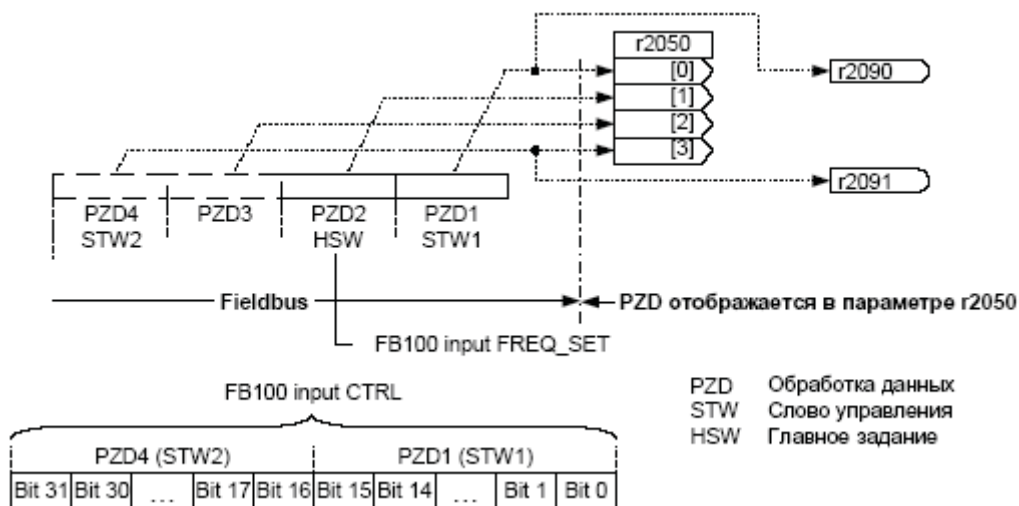 r2050
[0]
r2090
[1]
[2]
[3]
r2091
PZD4 PZD3 PZD2 PZD1
STW2 HSW STW1
Fieldbus
PZD отображается в параметре r2050
FB100 input FREQ_SET
FB100 input CTRL
PZD Обработка данных
STW Слово управления
HSW Главное задание
PZD4 (STW2) PZD1 (STW1)
Bit 31 Bit 30 ... Bit 17 Bit 16 Bit 15 Bit 14 ... Bit 1 Bit 0